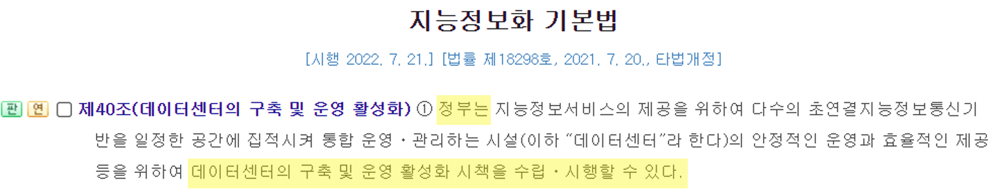 지능정보화 기본법
[시행 2022. 7. 21.] [법률 제18298호, 2021. 7. 20., 타법개정]
판 연 제40조(데이터센터의 구축 및 운영 활성화) ① 정부는 지능정보서비스의 제공을 위하여 다수의 초연결지능정보통신기
반을 일정한 공간에 집적시켜 통합 운영ㆍ관리하는 시설(이하 “데이터센터”라 한다)의 안정적인 운영과 효율적인 제공
등을 위하여 데이터센터의 구축 및 운영 활성화 시책을 수립ㆍ시행할 수 있다.